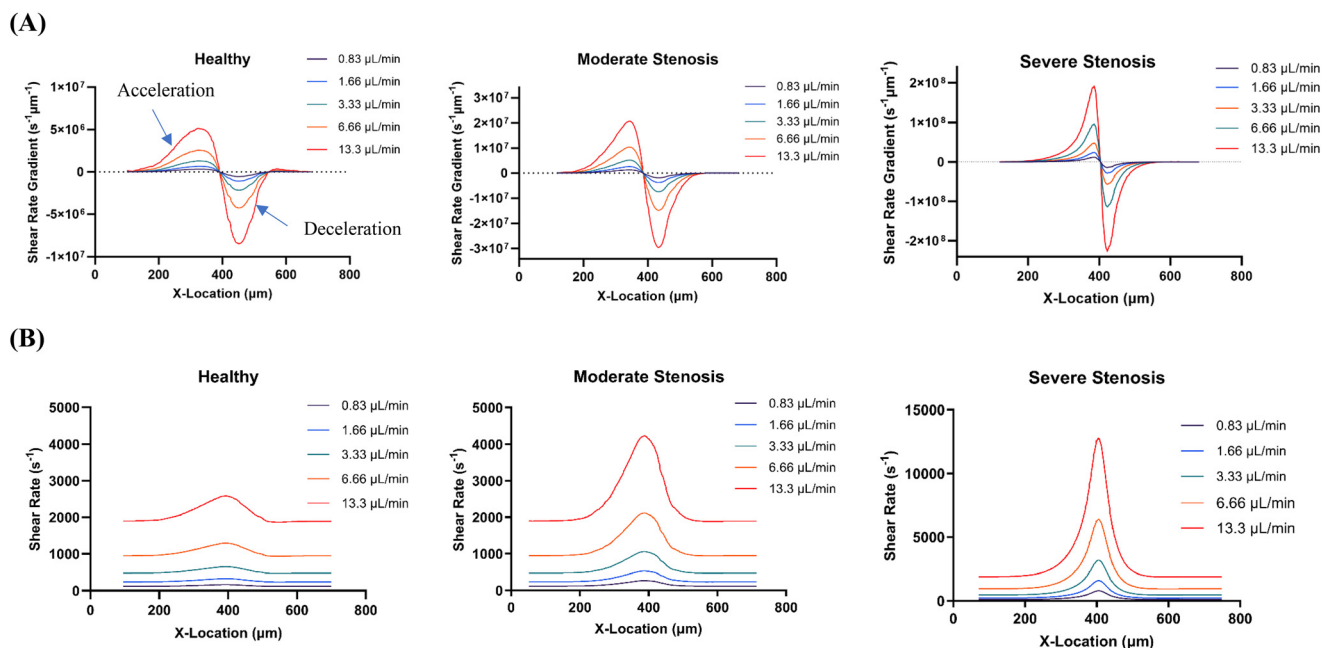 (A)
Healthy
Shear Rate Gradient (s⁻¹μm⁻¹)
1×10⁷
5×10⁶
0
-5×10⁶
-1×10⁷
0 200 400 600 800
X-Location (μm)
Acceleration
Deceleration
0.83 μL/min
1.66 μL/min
3.33 μL/min
6.66 μL/min
13.3 μL/min
Moderate Stenosis
Shear Rate Gradient (s⁻¹μm⁻¹)
3×10⁷
2×10⁷
1×10⁷
0
-1×10⁷
-2×10⁷
-3×10⁷
0 200 400 600 800
X-Location (μm)
0.83 μL/min
1.66 μL/min
3.33 μL/min
6.66 μL/min
13.3 μL/min
Severe Stenosis
Shear Rate Gradient (s⁻¹μm⁻¹)
2×10⁸
1×10⁸
0
-1×10⁸
-2×10⁸
0 200 400 600 800
X-Location (μm)
0.83 μL/min
1.66 μL/min
3.33 μL/min
6.66 μL/min
13.3 μL/min
(B)
Healthy
Shear Rate (s⁻¹)
5000
4000
3000
2000
1000
0
0 200 400 600 800
X-Location (μm)
0.83 μL/min
1.66 μL/min
3.33 μL/min
6.66 μL/min
13.3 μL/min
Moderate Stenosis
Shear Rate (s⁻¹)
5000
4000
3000
2000
1000
0
0 200 400 600 800
X-Location (μm)
0.83 μL/min
1.66 μL/min
3.33 μL/min
6.66 μL/min
13.3 μL/min
Severe Stenosis
Shear Rate (s⁻¹)
15000
10000
5000
0
0 200 400 600 800
X-Location (μm)
0.83 μL/min
1.66 μL/min
3.33 μL/min
6.66 μL/min
13.3 μL/min